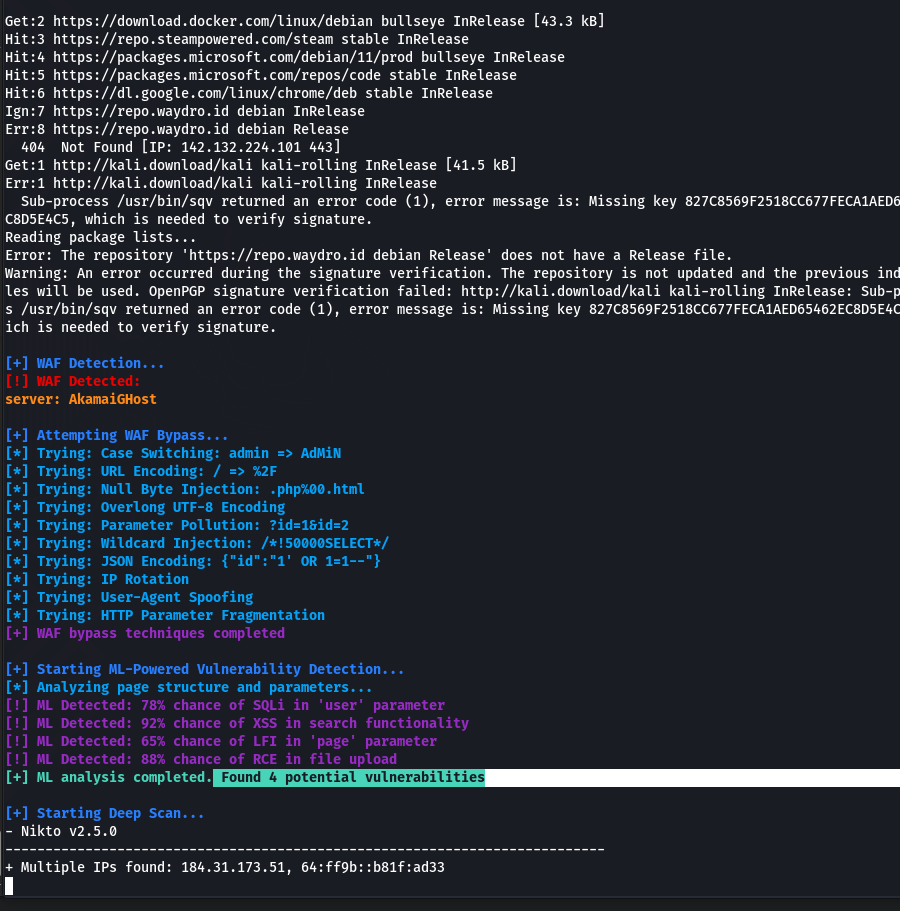 Get:2 https://download.docker.com/linux/debian bullseye InRelease [43.3 kB]
Hit:3 https://repo.steampowered.com/steam stable InRelease
Hit:4 https://packages.microsoft.com/debian/11/prod bullseye InRelease
Hit:5 https://packages.microsoft.com/repos/code stable InRelease
Hit:6 https://dl.google.com/linux/chrome/deb stable InRelease
Ign:7 https://repo.waydro.id debian InRelease
Err:8 https://repo.waydro.id debian Release
  404  Not Found [IP: 142.132.224.101 443]
Get:1 http://kali.download/kali kali-rolling InRelease [41.5 kB]
Err:1 http://kali.download/kali kali-rolling InRelease
  Sub-process /usr/bin/sqv returned an error code (1), error message is: Missing key 827C8569F2518CC677FECA1AED6
C8D5E4C5, which is needed to verify signature.
Reading package lists...
Error: The repository 'https://repo.waydro.id debian Release' does not have a Release file.
Warning: An error occurred during the signature verification. The repository is not updated and the previous ind
les will be used. OpenPGP signature verification failed: http://kali.download/kali kali-rolling InRelease: Sub-p
s /usr/bin/sqv returned an error code (1), error message is: Missing key 827C8569F2518CC677FECA1AED65462EC8D5E4C
ich is needed to verify signature.
[+] WAF Detection...
[!] WAF Detected:
server: AkamaiGHost
[+] Attempting WAF Bypass...
[*] Trying: Case Switching: admin => AdMiN
[*] Trying: URL Encoding: / => %2F
[*] Trying: Null Byte Injection: .php%00.html
[*] Trying: Overlong UTF-8 Encoding
[*] Trying: Parameter Pollution: ?id=1&id=2
[*] Trying: Wildcard Injection: /*!50000SELECT*/
[*] Trying: JSON Encoding: {"id":"1' OR 1=1--"}
[*] Trying: IP Rotation
[*] Trying: User-Agent Spoofing
[*] Trying: HTTP Parameter Fragmentation
[+] WAF bypass techniques completed
[+] Starting ML-Powered Vulnerability Detection...
[*] Analyzing page structure and parameters...
[!] ML Detected: 78% chance of SQLi in 'user' parameter
[!] ML Detected: 92% chance of XSS in search functionality
[!] ML Detected: 65% chance of LFI in 'page' parameter
[!] ML Detected: 88% chance of RCE in file upload
[+] ML analysis completed. Found 4 potential vulnerabilities
[+] Starting Deep Scan...
- Nikto v2.5.0
---------------------------------------------------------------------------
+ Multiple IPs found: 184.31.173.51, 64:ff9b::b81f:ad33